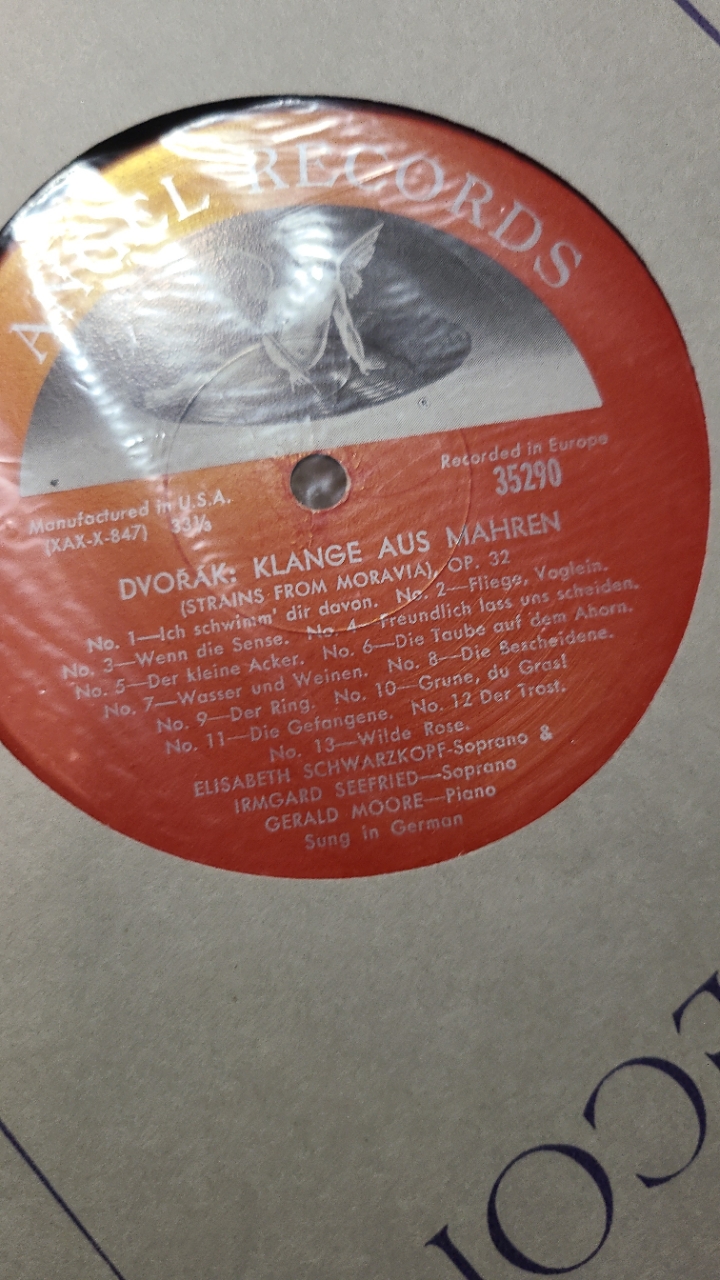 ANGEL RECORDS
Recorded in Europe
35290
Manufactured in U.S.A.
(XAX-X-847) 33⅓
DVOŘÁK: KLANGE AUS MAHREN
(STRAINS FROM MORAVIA), OP. 32
No. 1—Ich schwimm' dir davon. No. 2—Fliege, Voglein.
No. 3—Wenn die Sense. No. 4—Freundlich lass uns scheiden.
No. 5—Der kleine Acker. No. 6—Die Taube auf dem Ahorn.
No. 7—Wasser und Weinen. No. 8—Die Bescheidene.
No. 9—Der Ring. No. 10—Grune, du Gras!
No. 11—Die Gefangene. No. 12 Der Trost.
No. 13—Wilde Rose.
ELISABETH SCHWARZKOPF-Soprano &
IRMGARD SEEFRIED—Soprano
GERALD MOORE—Piano
Sung in German